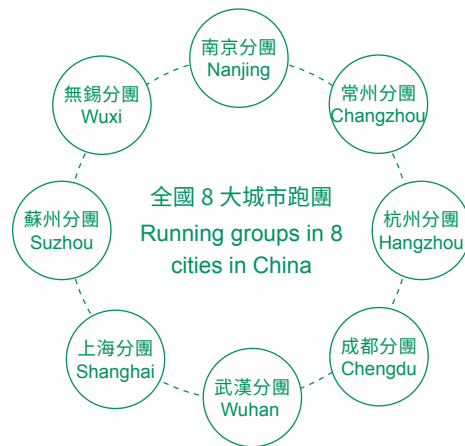 南京分團
Nanjing
無錫分團
Wuxi
常州分團
Changzhou
蘇州分團
Suzhou
全國 8 大城市跑團
Running groups in 8
cities in China
杭州分團
Hangzhou
上海分團
Shanghai
成都分團
Chengdu
武漢分團
Wuhan